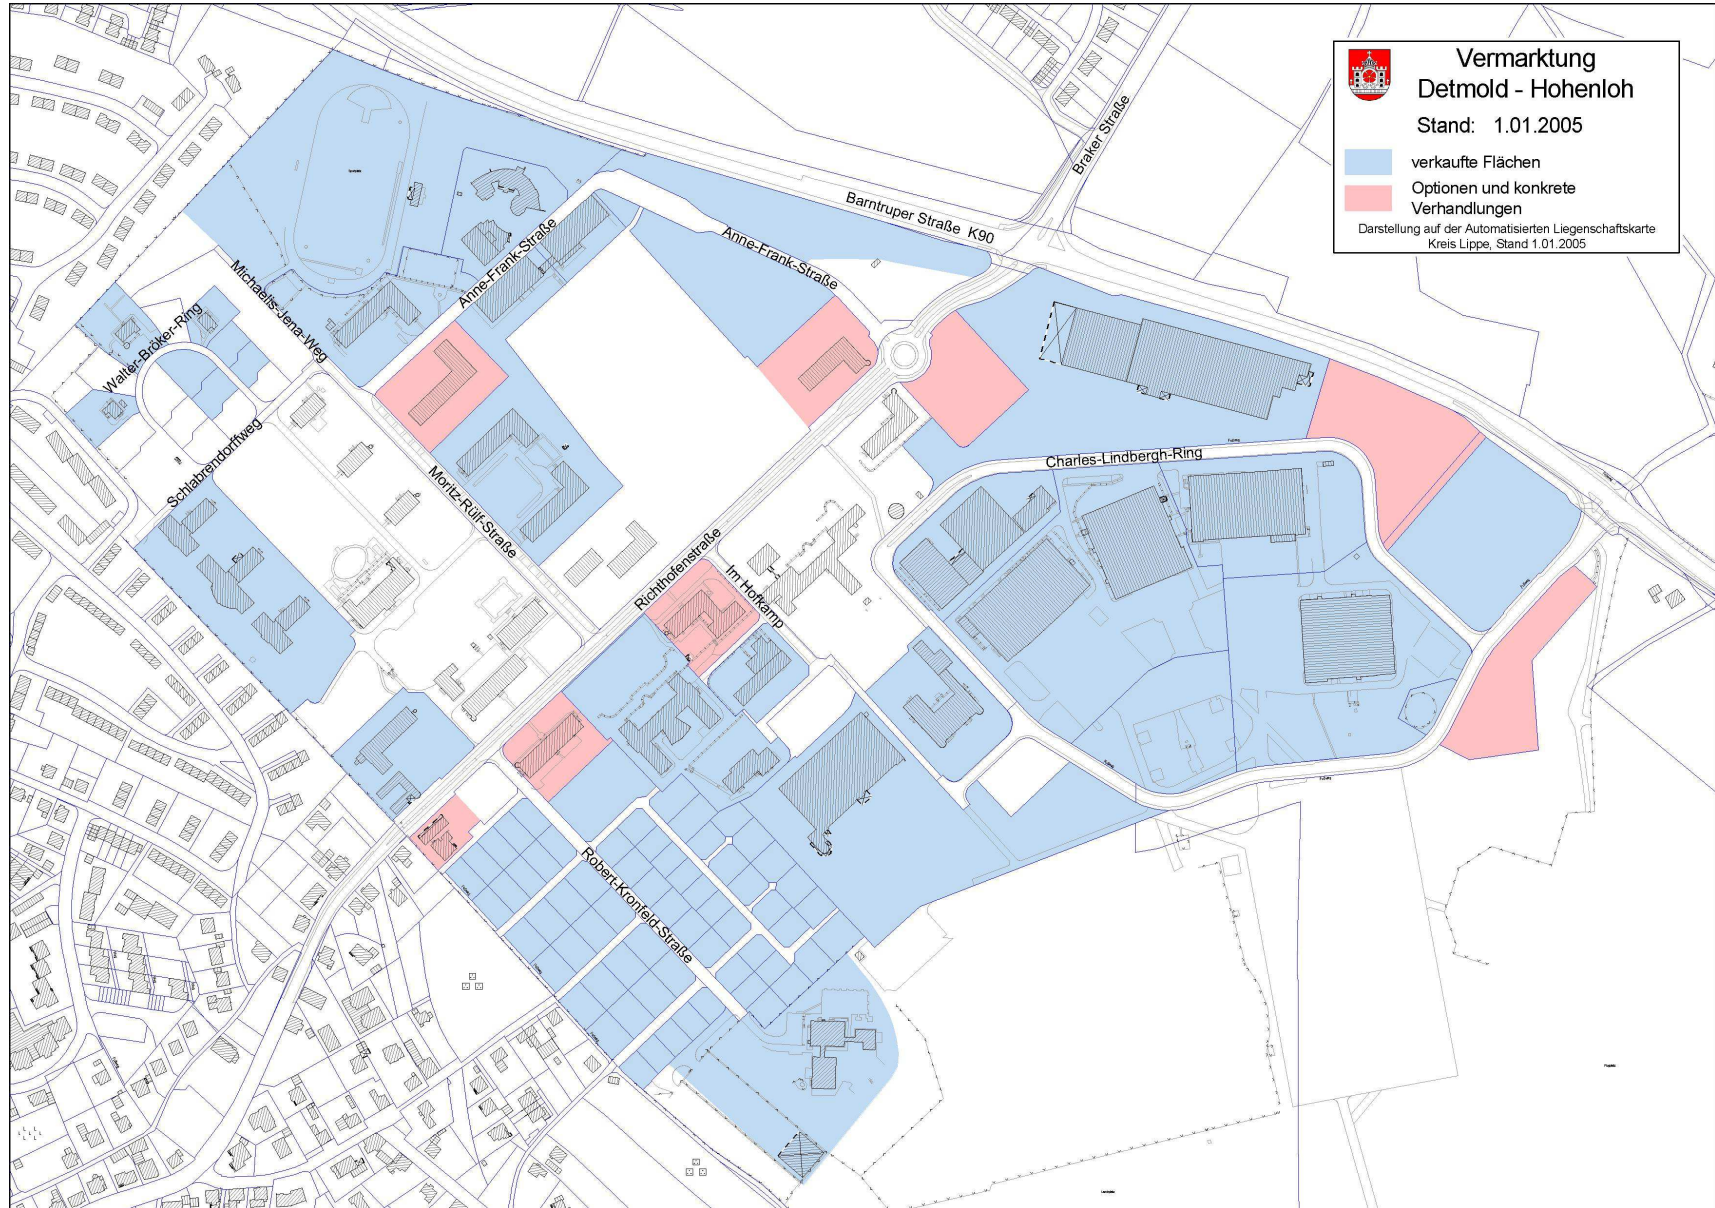 Vermarktung
Detmold - Hohenloh
Stand: 1.01.2005
verkaufte Flächen
Optionen und konkrete
Verhandlungen
Darstellung auf der Automatisierten Liegenschaftskarte
Kreis Lippe, Stand 1.01.2005
Braker Straße
Barntruper Straße K90
Anne-Frank-Straße
Anne-Frank-Straße
Michaelis-Jena-Weg
Walter-Bröker-Ring
Schlabrendorffweg
Moritz-Rülf-Straße
Charles-Lindbergh-Ring
Richthofenstraße
Im Hofkamp
Robert-Kronfeld-Straße